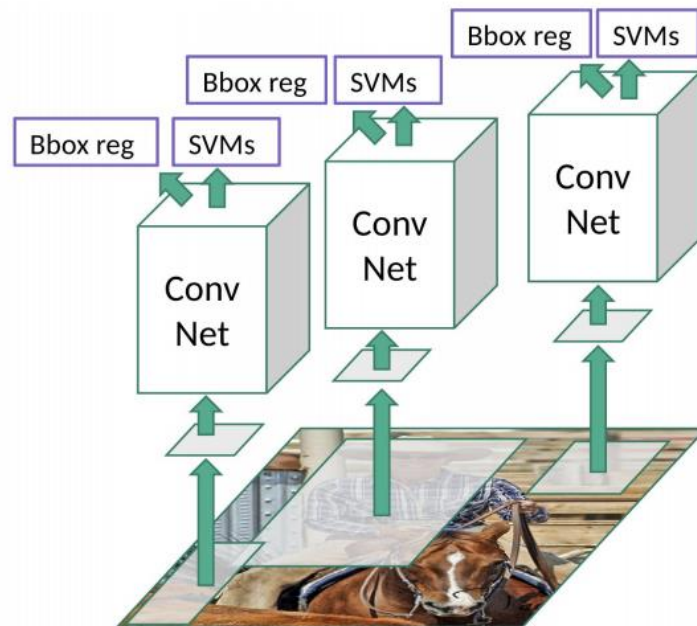 Bbox reg
SVMs
Bbox reg
SVMs
Bbox reg
SVMs
Conv
Net
Conv
Net
Conv
Net